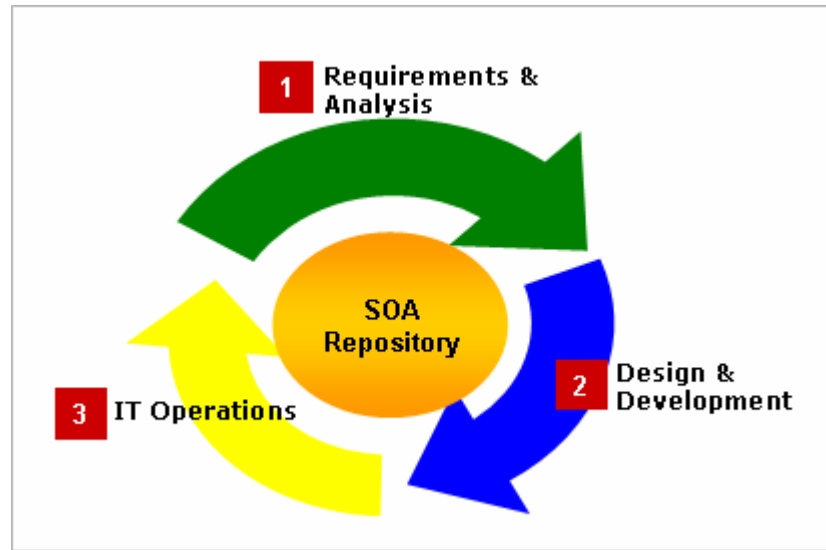 1
Requirements &
Analysis
SOA
Repository
2
Design &
Development
3
IT Operations